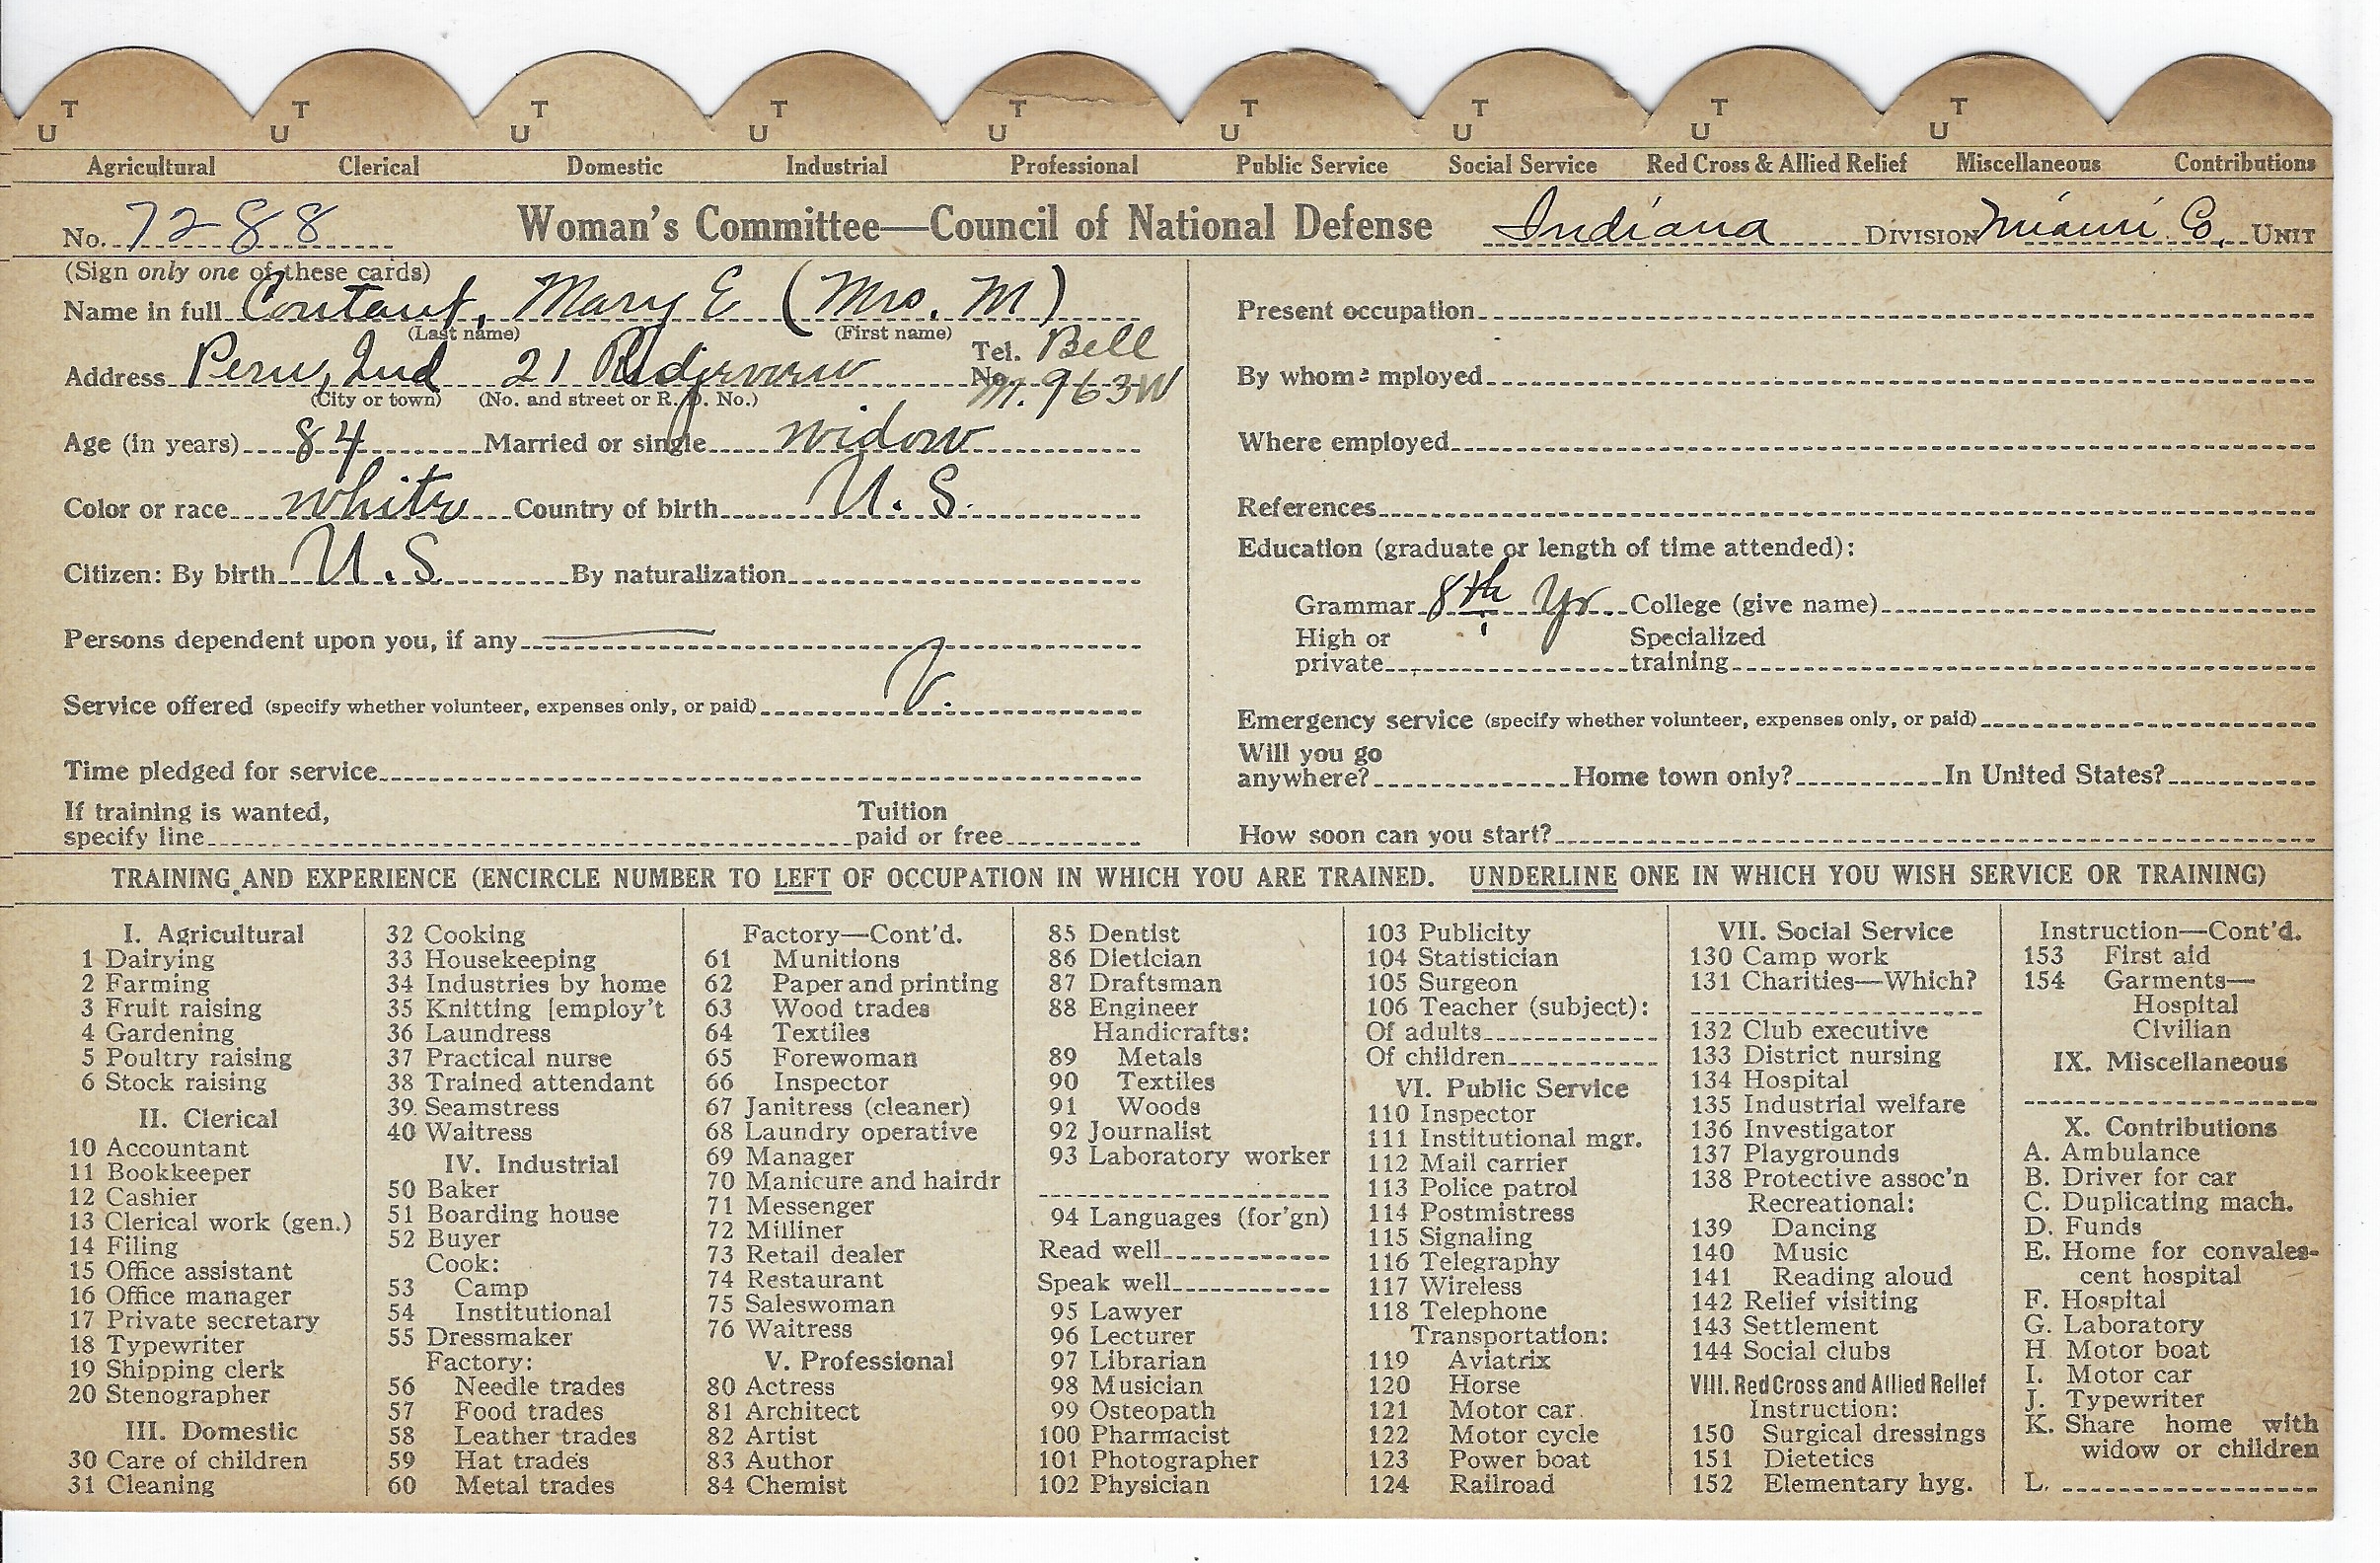 T T T T T T T T T
U U U U U U U U U
Agricultural Clerical Domestic Industrial Professional Public Service Social Service Red Cross & Allied Relief Miscellaneous Contributions
No. 7288 Woman's Committee—Council of National Defense Indiana DIVISION Miami Co. UNIT
(Sign only one of these cards)
Name in full Contant, Mary E (Mrs. M)
(Last name) (First name)
Address Peru, Ind 21 Ridgeview Tel. No. Bell M. 963W
(City or town) (No. and street or R. D. No.)
Age (in years) 84 Married or single widow
Color or race white Country of birth U. S.
Citizen: By birth U. S By naturalization
Persons dependent upon you, if any —
Service offered (specify whether volunteer, expenses only, or paid) V.
Time pledged for service
If training is wanted, specify line Tuition paid or free
Present occupation
By whom employed
Where employed
References
Education (graduate or length of time attended):
Grammar 8th Yr. College (give name)
High or private Specialized training
Emergency service (specify whether volunteer, expenses only, or paid)
Will you go anywhere? Home town only? In United States?
How soon can you start?
TRAINING AND EXPERIENCE (ENCIRCLE NUMBER TO LEFT OF OCCUPATION IN WHICH YOU ARE TRAINED. UNDERLINE ONE IN WHICH YOU WISH SERVICE OR TRAINING)
I. Agricultural
1 Dairying
2 Farming
3 Fruit raising
4 Gardening
5 Poultry raising
6 Stock raising
II. Clerical
10 Accountant
11 Bookkeeper
12 Cashier
13 Clerical work (gen.)
14 Filing
15 Office assistant
16 Office manager
17 Private secretary
18 Typewriter
19 Shipping clerk
20 Stenographer
III. Domestic
30 Care of children
31 Cleaning
32 Cooking
33 Housekeeping
34 Industries by home
35 Knitting [employ't
36 Laundress
37 Practical nurse
38 Trained attendant
39. Seamstress
40 Waitress
IV. Industrial
50 Baker
51 Boarding house
52 Buyer
Cook:
53 Camp
54 Institutional
55 Dressmaker
Factory:
56 Needle trades
57 Food trades
58 Leather trades
59 Hat trades
60 Metal trades
Factory—Cont'd.
61 Munitions
62 Paper and printing
63 Wood trades
64 Textiles
65 Forewoman
66 Inspector
67 Janitress (cleaner)
68 Laundry operative
69 Manager
70 Manicure and hairdr
71 Messenger
72 Milliner
73 Retail dealer
74 Restaurant
75 Saleswoman
76 Waitress
V. Professional
80 Actress
81 Architect
82 Artist
83 Author
84 Chemist
85 Dentist
86 Dietician
87 Draftsman
88 Engineer
Handicrafts:
89 Metals
90 Textiles
91 Woods
92 Journalist
93 Laboratory worker
94 Languages (for'gn)
Read well
Speak well
95 Lawyer
96 Lecturer
97 Librarian
98 Musician
99 Osteopath
100 Pharmacist
101 Photographer
102 Physician
103 Publicity
104 Statistician
105 Surgeon
106 Teacher (subject):
Of adults
Of children
VI. Public Service
110 Inspector
111 Institutional mgr.
112 Mail carrier
113 Police patrol
114 Postmistress
115 Signaling
116 Telegraphy
117 Wireless
118 Telephone
Transportation:
119 Aviatrix
120 Horse
121 Motor car
122 Motor cycle
123 Power boat
124 Railroad
VII. Social Service
130 Camp work
131 Charities—Which?
132 Club executive
133 District nursing
134 Hospital
135 Industrial welfare
136 Investigator
137 Playgrounds
138 Protective assoc'n
Recreational:
139 Dancing
140 Music
141 Reading aloud
142 Relief visiting
143 Settlement
144 Social clubs
VIII. Red Cross and Allied Relief
Instruction:
150 Surgical dressings
151 Dietetics
152 Elementary hyg.
Instruction—Cont'd.
153 First aid
154 Garments—
Hospital
Civilian
IX. Miscellaneous
X. Contributions
A. Ambulance
B. Driver for car
C. Duplicating mach.
D. Funds
E. Home for convales-
cent hospital
F. Hospital
G. Laboratory
H Motor boat
I. Motor car
J. Typewriter
K. Share home with
widow or children
L.